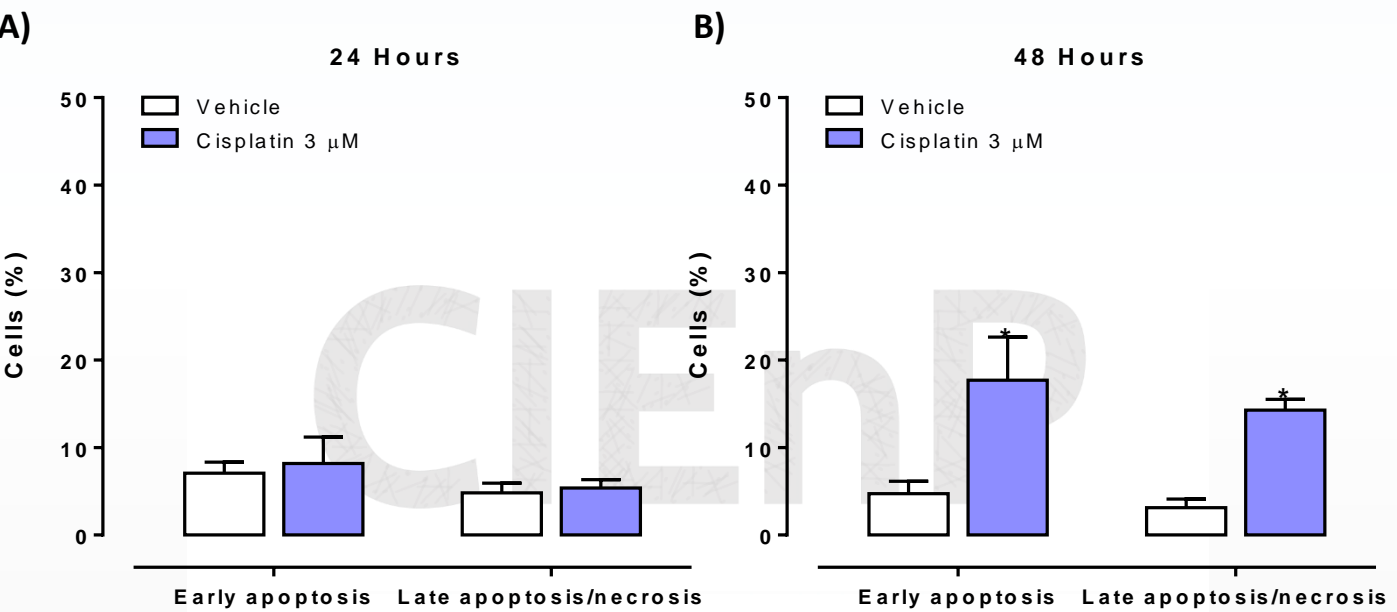 A)
24 Hours
Vehicle
Cisplatin 3 μM
Cells (%)
50
40
30
20
10
0
Early apoptosis
Late apoptosis/necrosis
B)
48 Hours
Vehicle
Cisplatin 3 μM
Cells (%)
50
40
30
20
10
0
*
*
Early apoptosis
Late apoptosis/necrosis
CIEnP